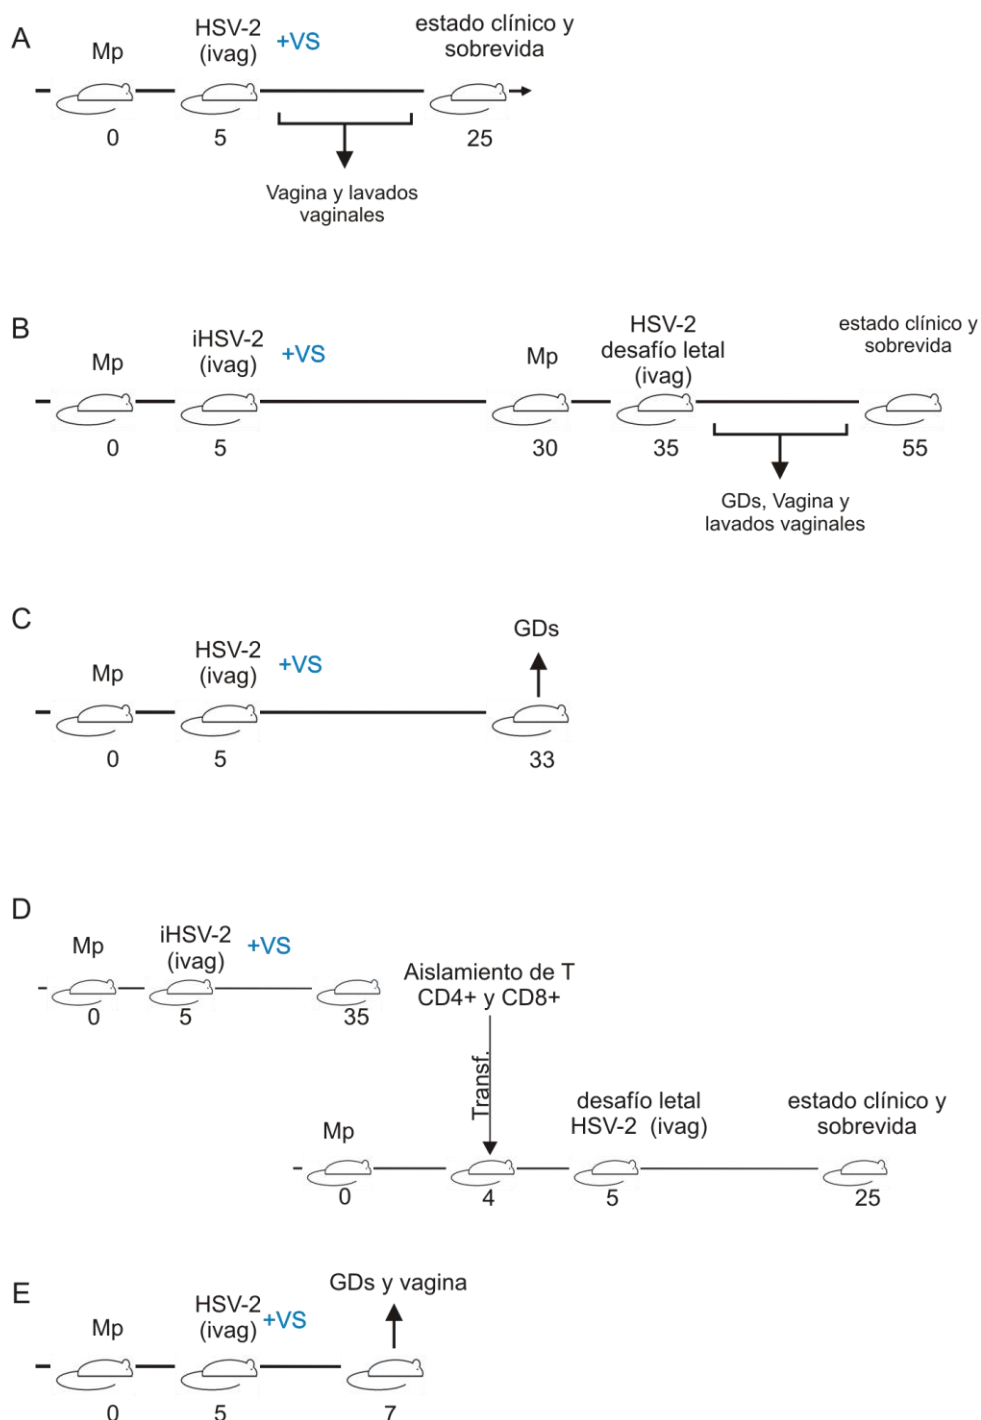 A
Mp
HSV-2
(ivag)
+VS
estado clínico y
sobrevida
0
5
25
Vagina y lavados
vaginales
B
Mp
iHSV-2
(ivag)
+VS
Mp
HSV-2
desafío letal
(ivag)
estado clínico y
sobrevida
0
5
30
35
55
GDs, Vagina y
lavados vaginales
C
Mp
HSV-2
(ivag)
+VS
GDs
0
5
33
D
Mp
iHSV-2
(ivag)
+VS
0
5
35
Aislamiento de T
CD4+ y CD8+
Transf.
Mp
desafío letal
HSV-2 (ivag)
estado clínico y
sobrevida
0
4
5
25
E
Mp
HSV-2
(ivag)
+VS
GDs y vagina
0
5
7